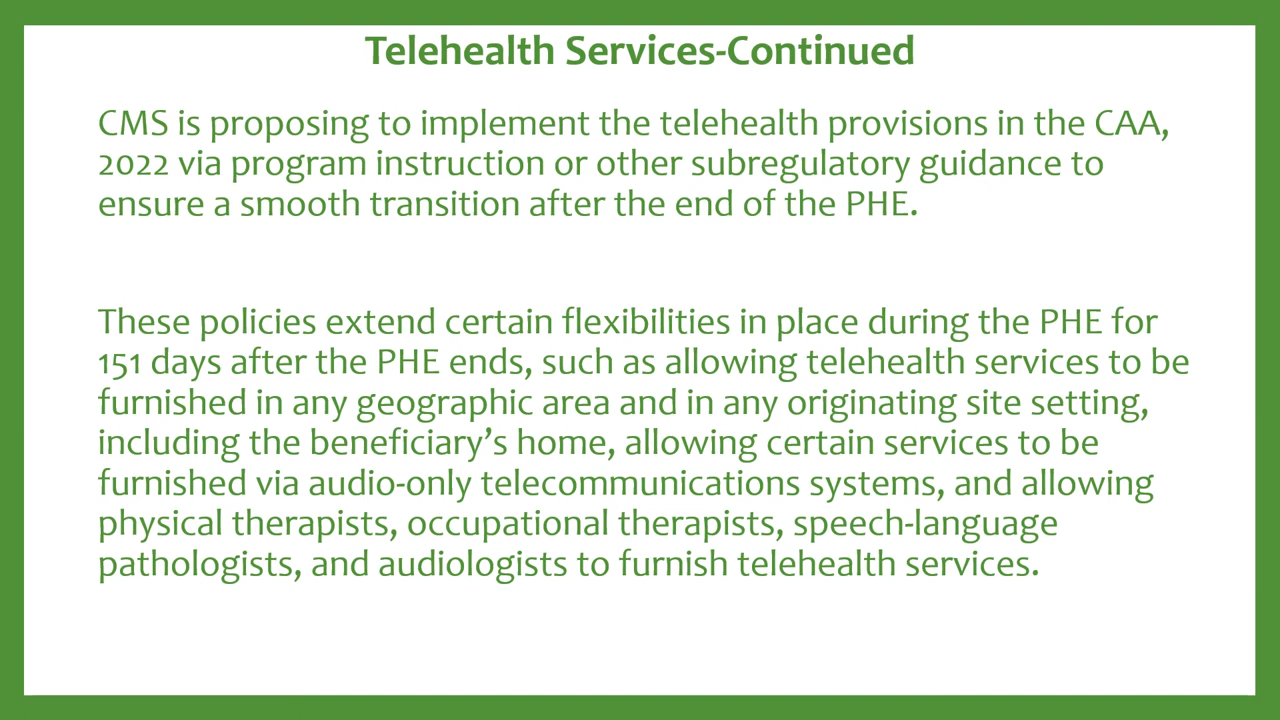 Telehealth Services-Continued
CMS is proposing to implement the telehealth provisions in the CAA,
2022 via program instruction or other subregulatory guidance to
ensure a smooth transition after the end of the PHE.
These policies extend certain flexibilities in place during the PHE for
151 days after the PHE ends, such as allowing telehealth services to be
furnished in any geographic area and in any originating site setting,
including the beneficiary’s home, allowing certain services to be
furnished via audio-only telecommunications systems, and allowing
physical therapists, occupational therapists, speech-language
pathologists, and audiologists to furnish telehealth services.